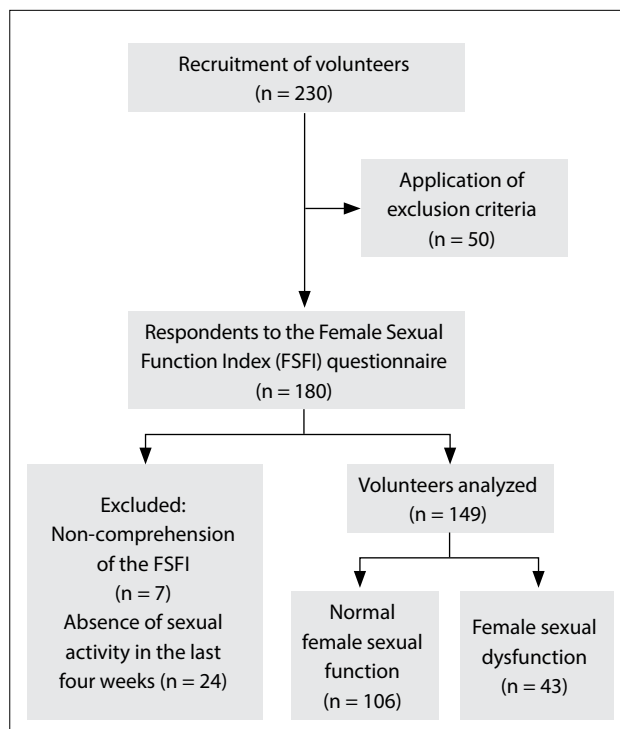 Recruitment of volunteers
(n = 230)
Application of
exclusion criteria
(n = 50)
Respondents to the Female Sexual
Function Index (FSFI) questionnaire
(n = 180)
Excluded:
Non-comprehension
of the FSFI
(n = 7)
Absence of sexual
activity in the last
four weeks (n = 24)
Volunteers analyzed
(n = 149)
Normal
female sexual
function
(n = 106)
Female sexual
dysfunction
(n = 43)